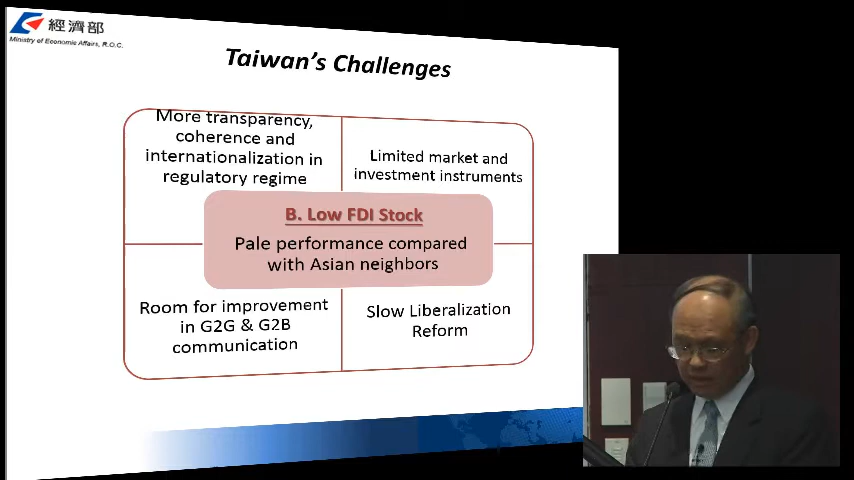 經濟部
Ministry of Economic Affairs, R.O.C.
Taiwan's Challenges
More transparency,
coherence and
internationalization in
regulatory regime
Limited market and
investment instruments
B. Low FDI Stock
Pale performance compared
with Asian neighbors
Room for improvement
in G2G & G2B
communication
Slow Liberalization
Reform